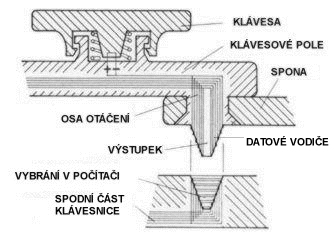 KLÁVESA
KLÁVESOVÉ POLE
SPONA
OSA OTÁČENÍ
DATOVÉ VODIČE
VÝSTUPEK
VYBRÁNÍ V POČÍTAČI
SPODNÍ ČÁST
KLÁVESNICE